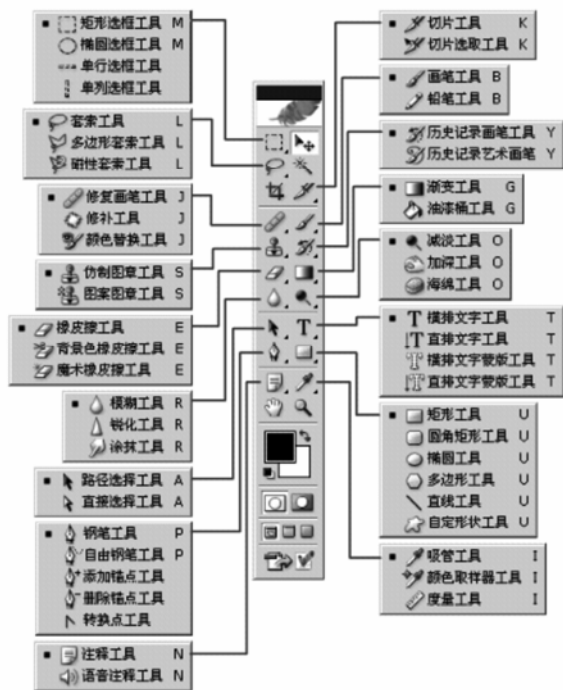 矩形选框工具 M
椭圆选框工具 M
单行选框工具
单列选框工具
套索工具 L
多边形套索工具 L
磁性套索工具 L
修复画笔工具 J
修补工具 J
颜色替换工具 J
仿制图章工具 S
图案图章工具 S
橡皮擦工具 E
背景色橡皮擦工具 E
魔术橡皮擦工具 E
模糊工具 R
锐化工具 R
涂抹工具 R
路径选择工具 A
直接选择工具 A
钢笔工具 P
自由钢笔工具 P
添加锚点工具
删除锚点工具
转换点工具
注释工具 N
语音注释工具 N
切片工具 K
切片选取工具 K
画笔工具 B
铅笔工具 B
历史记录画笔工具 Y
历史记录艺术画笔 Y
渐变工具 G
油漆桶工具 G
减淡工具 O
加深工具 O
海绵工具 O
横排文字工具 T
直排文字工具 T
横排文字蒙版工具 T
直排文字蒙版工具 T
矩形工具 U
圆角矩形工具 U
椭圆工具 U
多边形工具 U
直线工具 U
自定形状工具 U
吸管工具 I
颜色取样器工具 I
度量工具 I